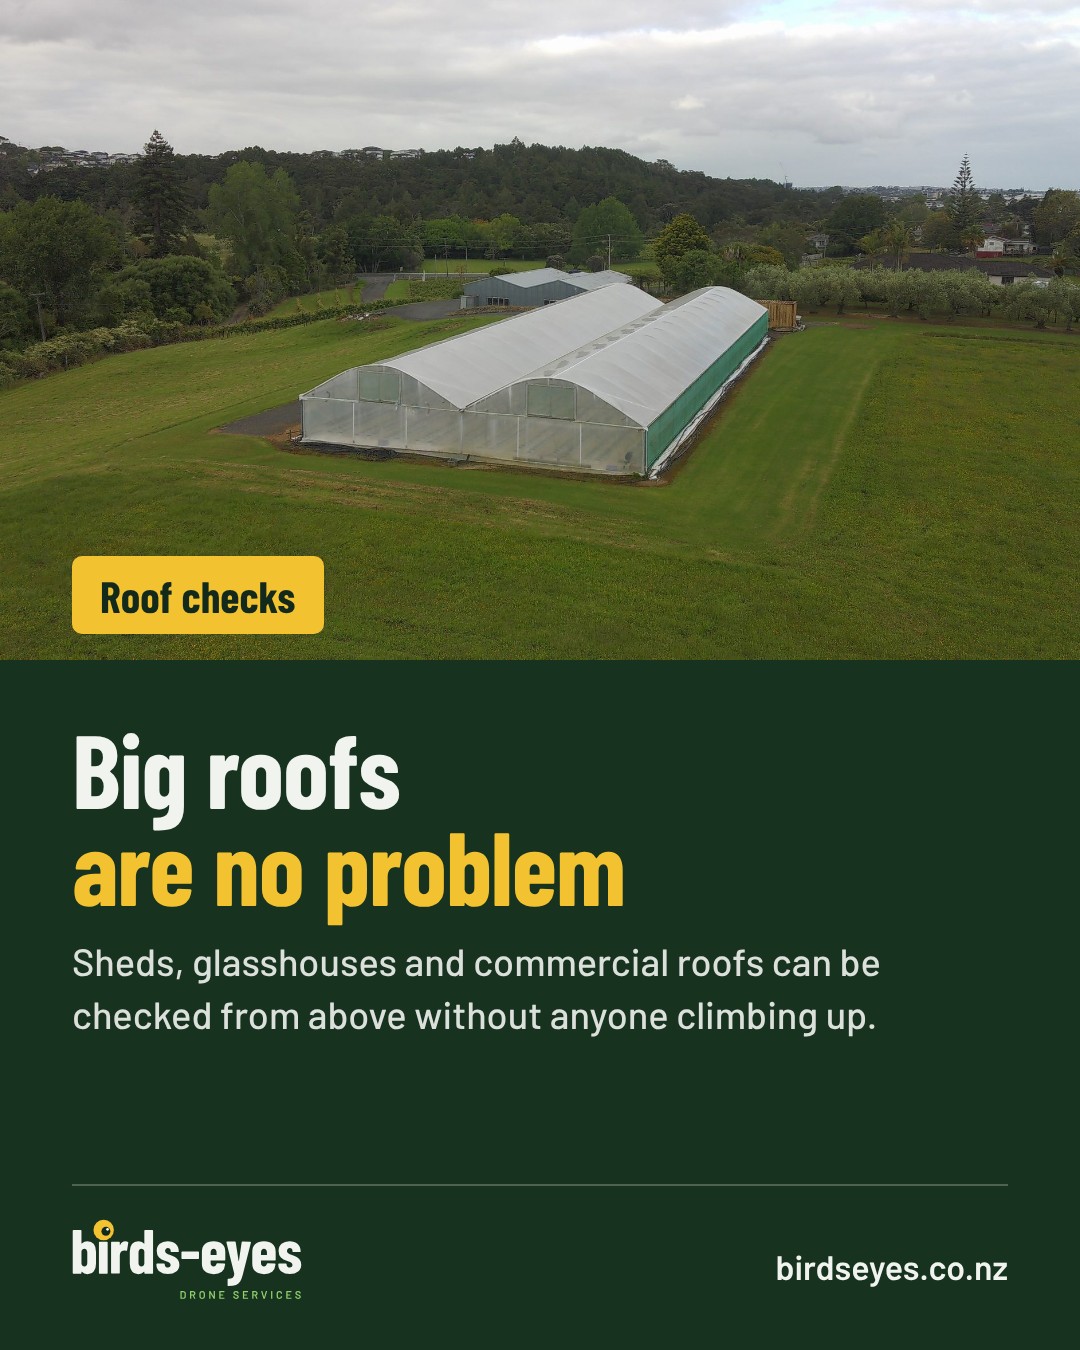 Roof checks
Big roofs
are no problem
Sheds, glasshouses and commercial roofs can be
checked from above without anyone climbing up.
birds-eyes
DRONE SERVICES
birdseyes.co.nz